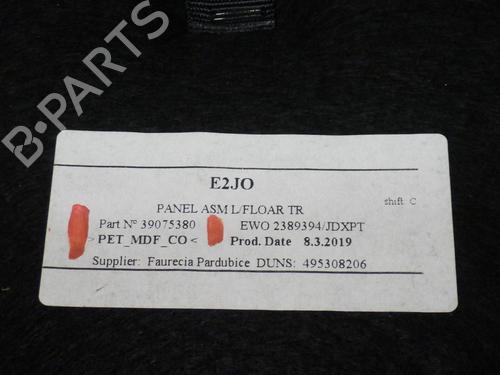 B-PARTS
E2JO
PANEL ASM L/FLOAR TR
shift C
Part Nº 39075380 EWO 2389394/JDXPT
> PET_MDF_CO < Prod. Date 8.3.2019
Supplier: Faurecia Pardubice DUNS: 495308206